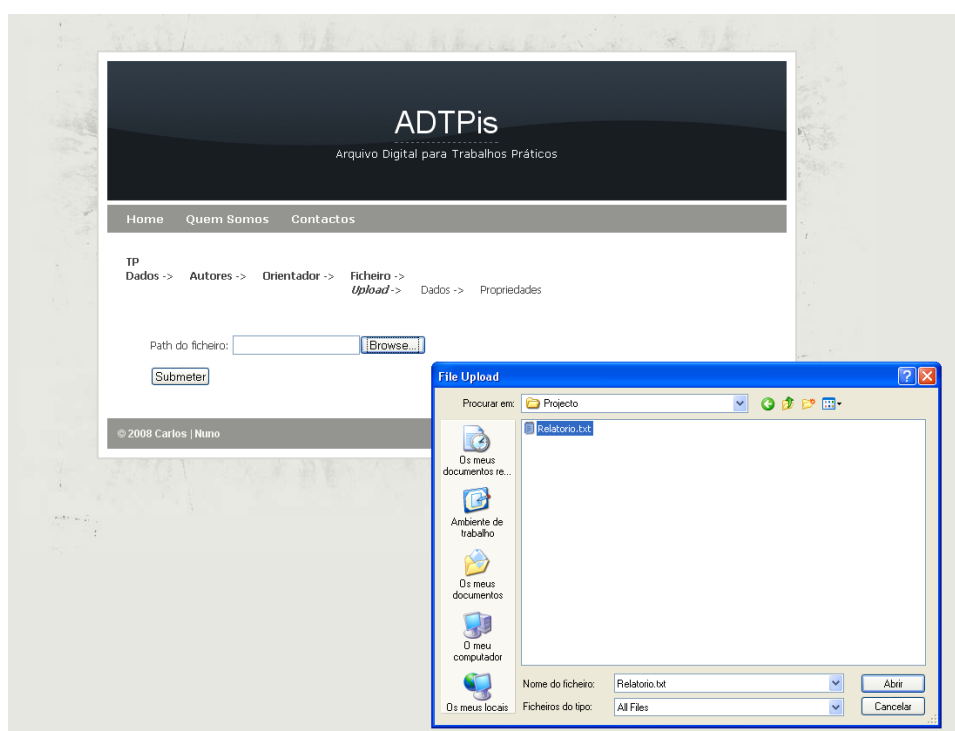 ADTPis
Arquivo Digital para Trabalhos Práticos
Home Quem Somos Contactos
TP
Dados -> Autores -> Orientador -> Ficheiro ->
Upload -> Dados -> Propriedades
Path do ficheiro: Browse...
Submeter
© 2008 Carlos | Nuno
File Upload
Procurar em: Projecto
Relatorio.txt
Os meus
documentos re...
Ambiente de
trabalho
Os meus
documentos
O meu
computador
Os meus locais
Nome do ficheiro: Relatorio.txt Abrir
Ficheiros do tipo: All Files Cancelar